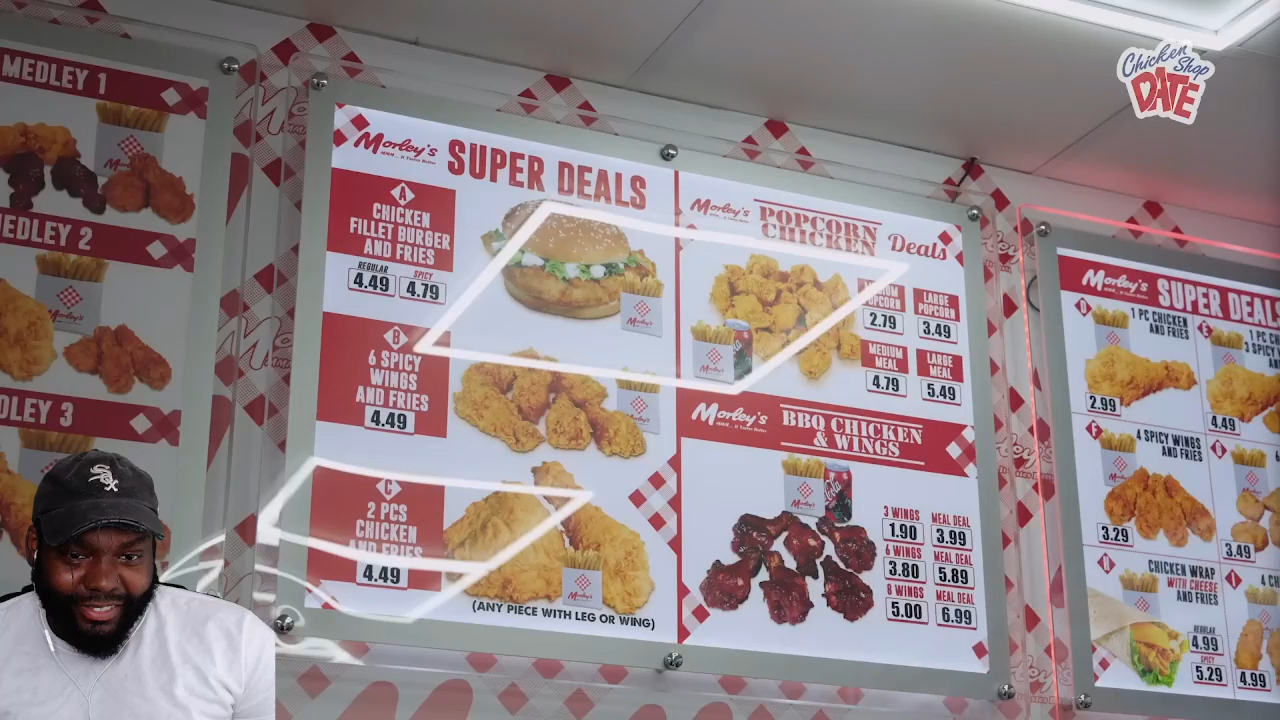 Chicken
Shop
DATE
MEDLEY 1
MEDLEY 2
MEDLEY 3
Morley's
SUPER DEALS
A
CHICKEN
FILLET BURGER
AND FRIES
REGULAR
4.49
SPICY
4.79
B
6 SPICY
WINGS
AND FRIES
4.49
C
2 PCS
CHICKEN
AND FRIES
4.49
(ANY PIECE WITH LEG OR WING)
Morley's
POPCORN
CHICKEN
Deals
MEDIUM
POPCORN
2.79
LARGE
POPCORN
3.49
MEDIUM
MEAL
4.79
LARGE
MEAL
5.49
Morley's
BBQ CHICKEN
& WINGS
3 WINGS
1.90
MEAL DEAL
3.99
6 WINGS
3.80
MEAL DEAL
5.89
8 WINGS
5.00
MEAL DEAL
6.99
Morley's
SUPER DEALS
D
1 PC CHICKEN
AND FRIES
2.99
E
1 PC
3 SPICY
4.49
F
4 SPICY WINGS
AND FRIES
3.29
G
3.49
H
CHICKEN WRAP
WITH CHEESE
AND FRIES
REGULAR
4.99
SPICY
5.29
4.99
SOX